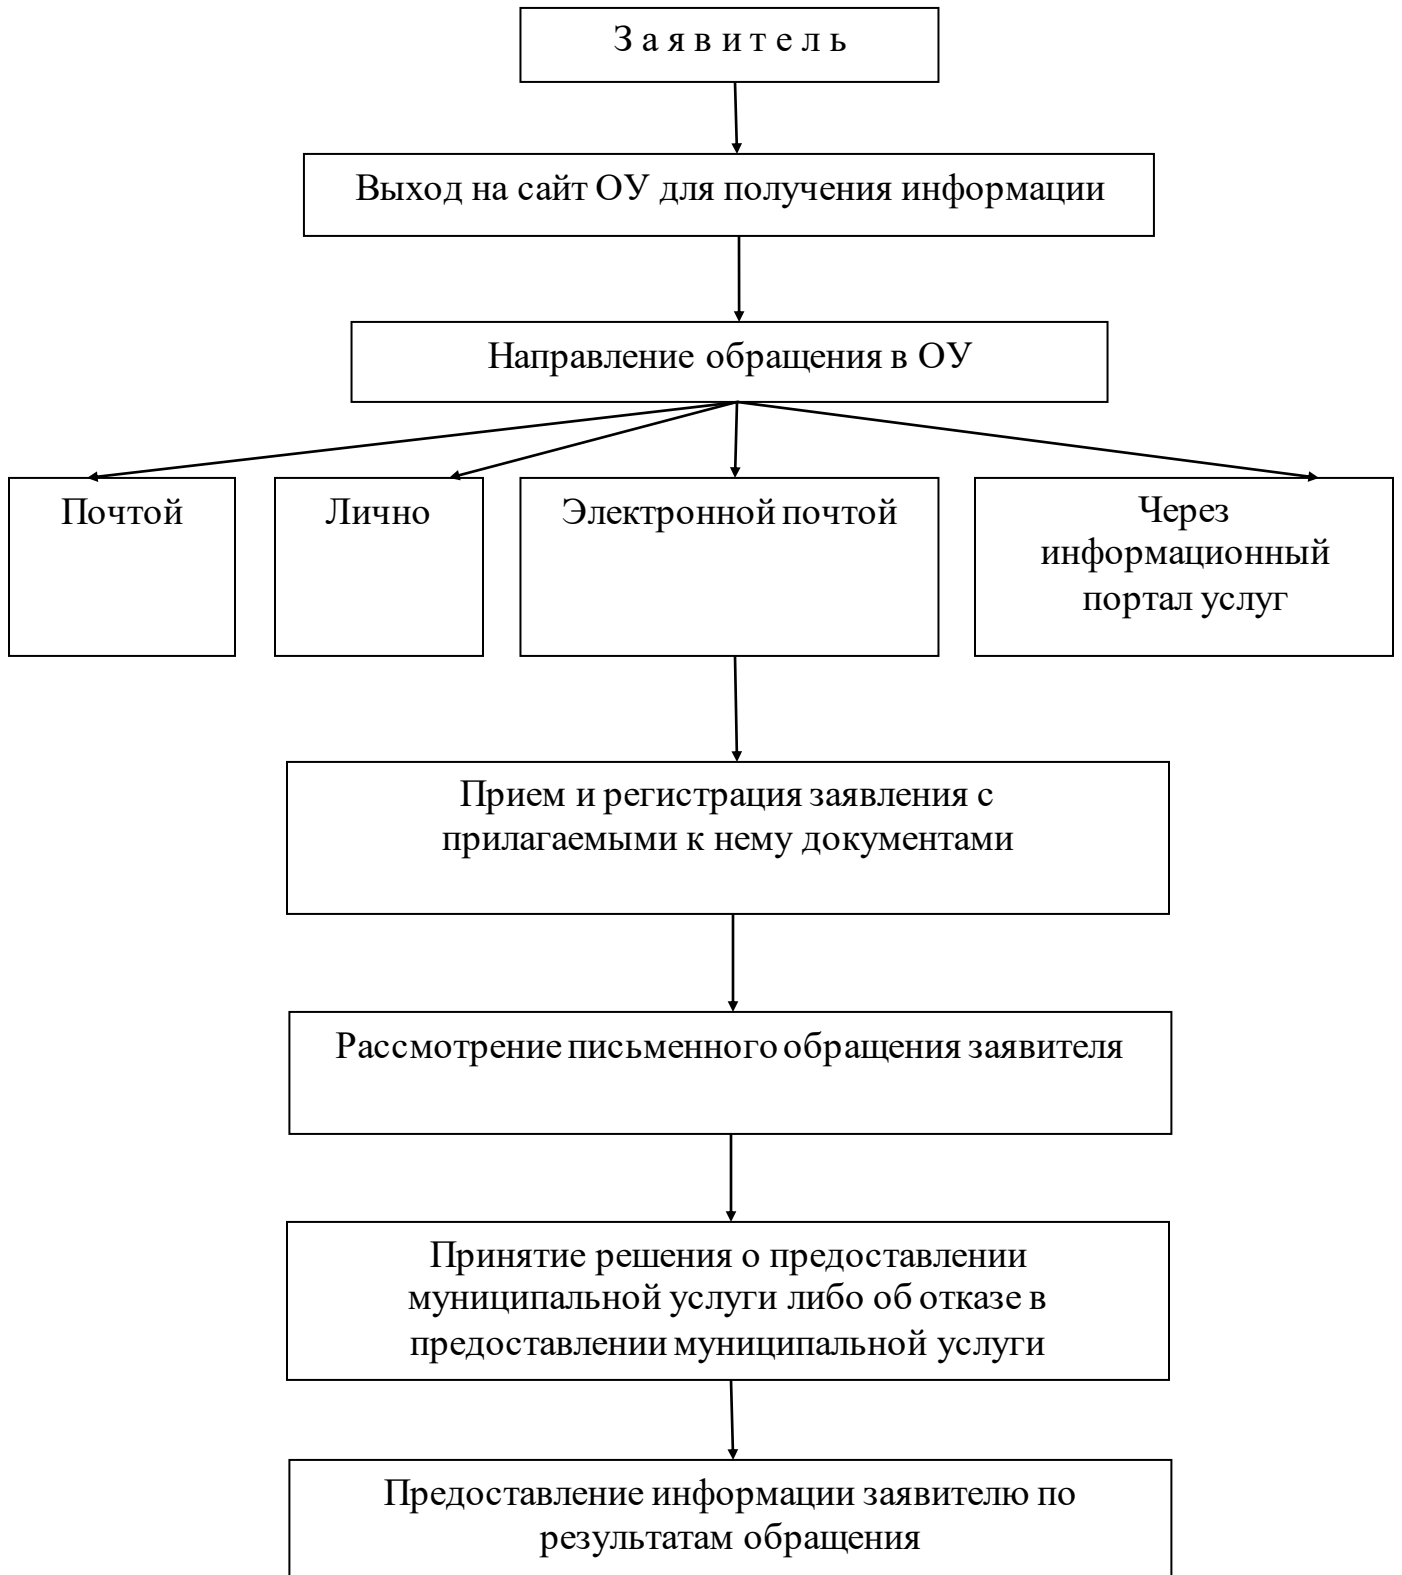 З а я в и т е л ь
Выход на сайт ОУ для получения информации
Направление обращения в ОУ
Почтой
Лично
Электронной почтой
Через
информационный
портал услуг
Прием и регистрация заявления с
прилагаемыми к нему документами
Рассмотрение письменного обращения заявителя
Принятие решения о предоставлении
муниципальной услуги либо об отказе в
предоставлении муниципальной услуги
Предоставление информации заявителю по
результатам обращения